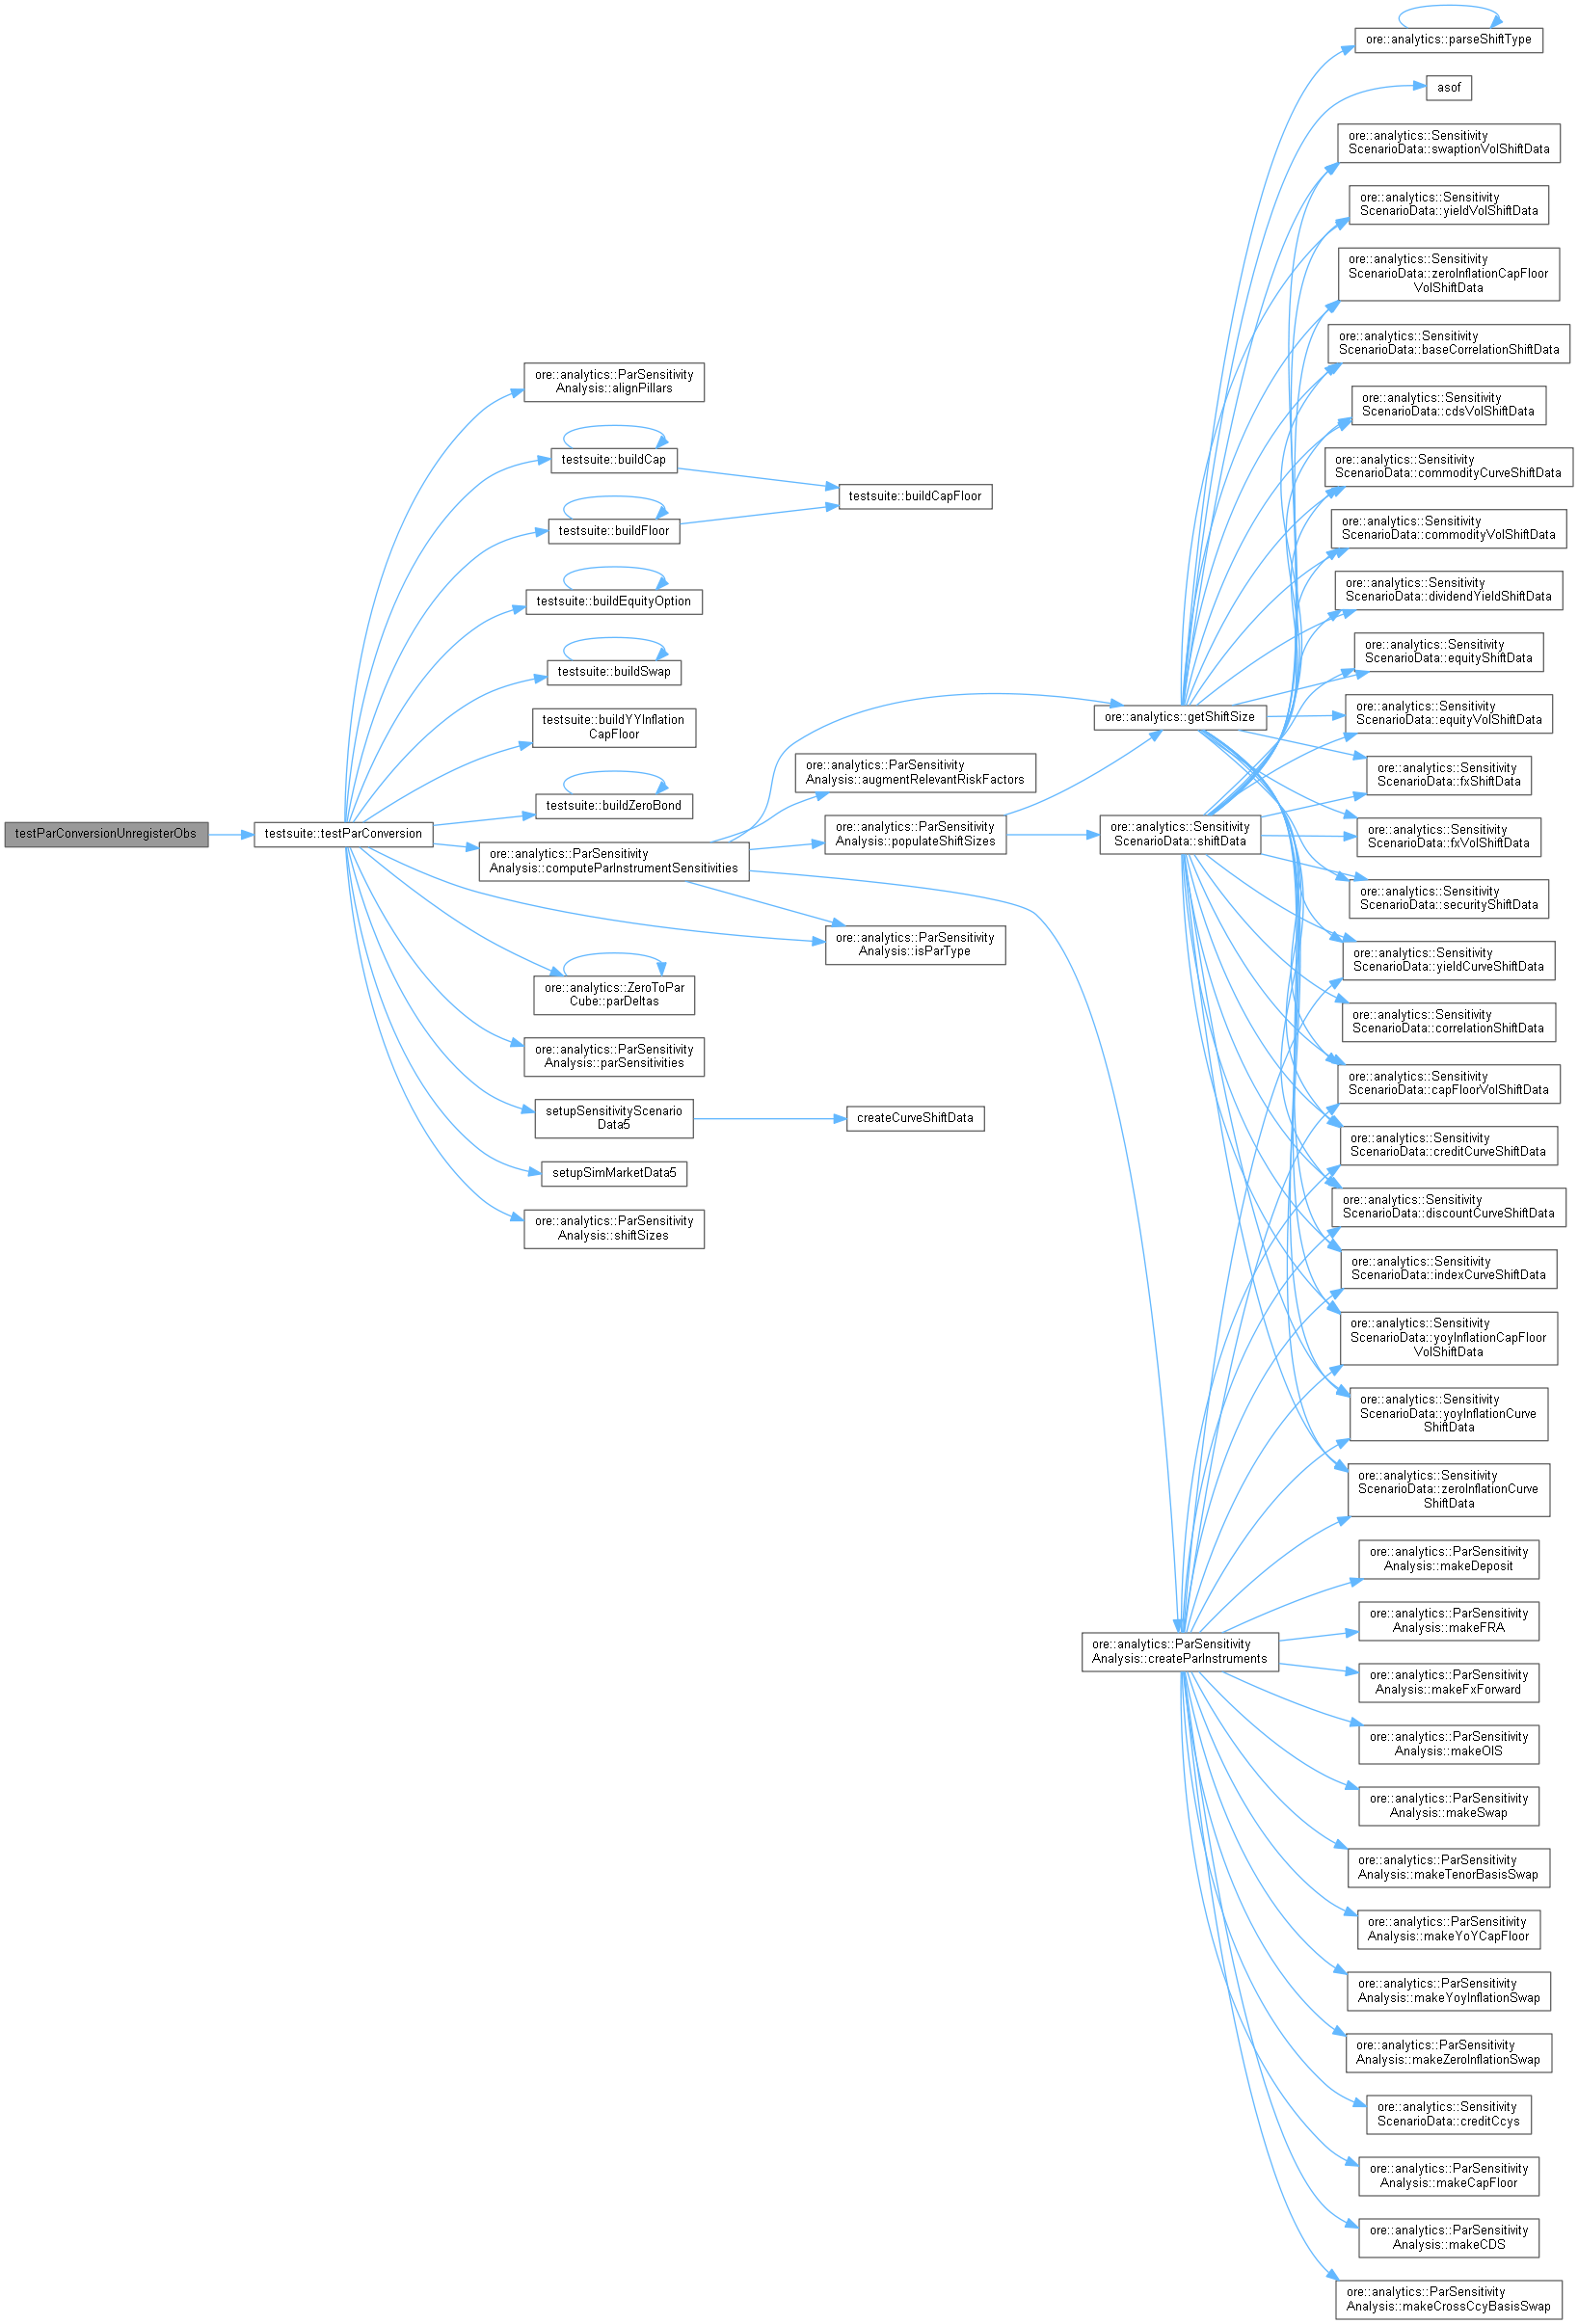 testParConversionUnregisterObs
testsuite::testParConversion
ore::analytics::ParSensitivity
Analysis::alignPillars
testsuite::buildCap
testsuite::buildFloor
testsuite::buildEquityOption
testsuite::buildSwap
testsuite::buildYYInflation
CapFloor
testsuite::buildZeroBond
ore::analytics::ParSensitivity
Analysis::computeParInstrumentSensitivities
ore::analytics::ZeroToPar
Cube::parDeltas
ore::analytics::ParSensitivity
Analysis::parSensitivities
setupSensitivityScenario
Data5
setupSimMarketData5
ore::analytics::ParSensitivity
Analysis::shiftSizes
testsuite::buildCapFloor
ore::analytics::ParSensitivity
Analysis::augmentRelevantRiskFactors
ore::analytics::ParSensitivity
Analysis::populateShiftSizes
ore::analytics::ParSensitivity
Analysis::isParType
createCurveShiftData
ore::analytics::getShiftSize
ore::analytics::Sensitivity
ScenarioData::shiftData
ore::analytics::ParSensitivity
Analysis::createParInstruments
ore::analytics::parseShiftType
asof
ore::analytics::Sensitivity
ScenarioData::swaptionVolShiftData
ore::analytics::Sensitivity
ScenarioData::yieldVolShiftData
ore::analytics::Sensitivity
ScenarioData::zeroInflationCapFloor
VolShiftData
ore::analytics::Sensitivity
ScenarioData::baseCorrelationShiftData
ore::analytics::Sensitivity
ScenarioData::cdsVolShiftData
ore::analytics::Sensitivity
ScenarioData::commodityCurveShiftData
ore::analytics::Sensitivity
ScenarioData::commodityVolShiftData
ore::analytics::Sensitivity
ScenarioData::dividendYieldShiftData
ore::analytics::Sensitivity
ScenarioData::equityShiftData
ore::analytics::Sensitivity
ScenarioData::equityVolShiftData
ore::analytics::Sensitivity
ScenarioData::fxShiftData
ore::analytics::Sensitivity
ScenarioData::fxVolShiftData
ore::analytics::Sensitivity
ScenarioData::securityShiftData
ore::analytics::Sensitivity
ScenarioData::yieldCurveShiftData
ore::analytics::Sensitivity
ScenarioData::correlationShiftData
ore::analytics::Sensitivity
ScenarioData::capFloorVolShiftData
ore::analytics::Sensitivity
ScenarioData::creditCurveShiftData
ore::analytics::Sensitivity
ScenarioData::discountCurveShiftData
ore::analytics::Sensitivity
ScenarioData::indexCurveShiftData
ore::analytics::Sensitivity
ScenarioData::yoyInflationCapFloor
VolShiftData
ore::analytics::Sensitivity
ScenarioData::yoyInflationCurve
ShiftData
ore::analytics::Sensitivity
ScenarioData::zeroInflationCurve
ShiftData
ore::analytics::ParSensitivity
Analysis::makeDeposit
ore::analytics::ParSensitivity
Analysis::makeFRA
ore::analytics::ParSensitivity
Analysis::makeFxForward
ore::analytics::ParSensitivity
Analysis::makeOIS
ore::analytics::ParSensitivity
Analysis::makeSwap
ore::analytics::ParSensitivity
Analysis::makeTenorBasisSwap
ore::analytics::ParSensitivity
Analysis::makeYoYCapFloor
ore::analytics::ParSensitivity
Analysis::makeYoyInflationSwap
ore::analytics::ParSensitivity
Analysis::makeZeroInflationSwap
ore::analytics::Sensitivity
ScenarioData::creditCcys
ore::analytics::ParSensitivity
Analysis::makeCapFloor
ore::analytics::ParSensitivity
Analysis::makeCDS
ore::analytics::ParSensitivity
Analysis::makeCrossCcyBasisSwap